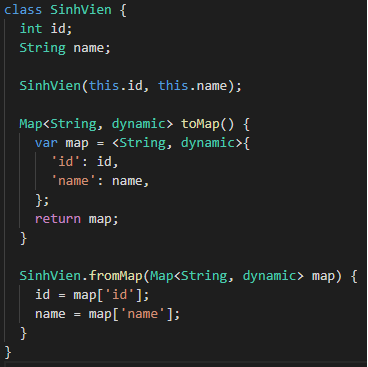 class SinhVien {
  int id;
  String name;

  SinhVien(this.id, this.name);

  Map<String, dynamic> toMap() {
    var map = <String, dynamic>{
      'id': id,
      'name': name,
    };
    return map;
  }

  SinhVien.fromMap(Map<String, dynamic> map) {
    id = map['id'];
    name = map['name'];
  }
}